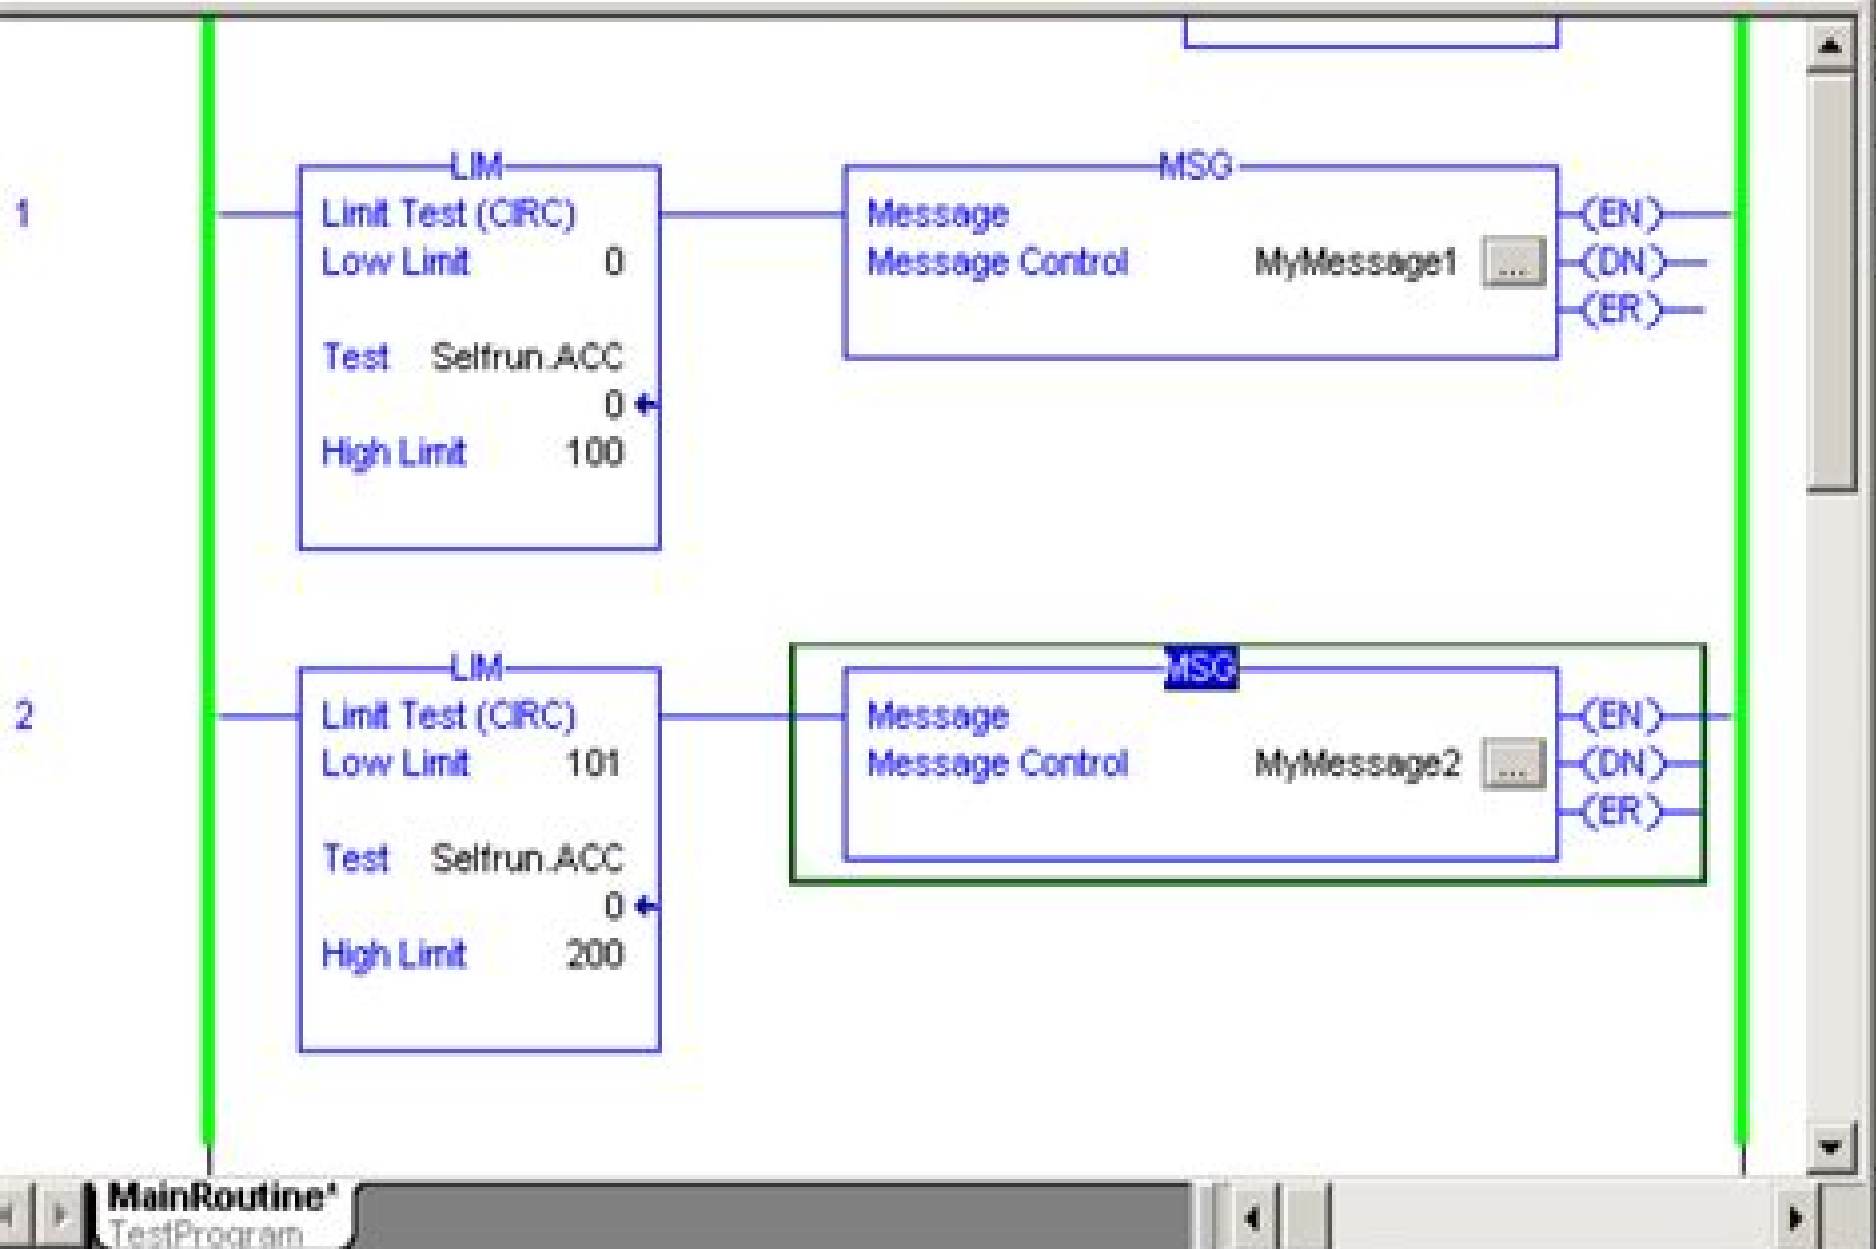 1
LIM
Limit Test (CIRC)
Low Limit 0
Test Selfrun.ACC
0
High Limit 100
MSG
Message
Message Control MyMessage1 ...
(EN)
(DN)
(ER)
2
LIM
Limit Test (CIRC)
Low Limit 101
Test Selfrun.ACC
0
High Limit 200
MSG
Message
Message Control MyMessage2 ...
(EN)
(DN)
(ER)
MainRoutine*
TestProgram